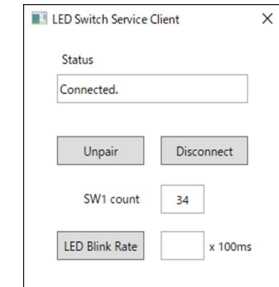 LED Switch Service Client
Status
Connected.
Unpair Disconnect
SW1 count 34
LED Blink Rate x 100ms